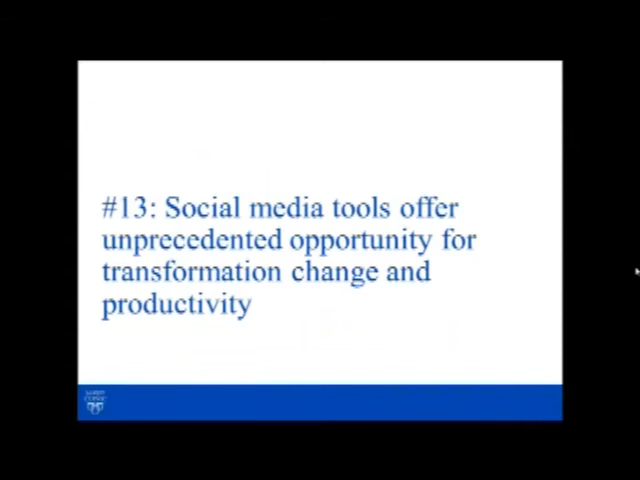 #13: Social media tools offer
unprecedented opportunity for
transformation change and
productivity